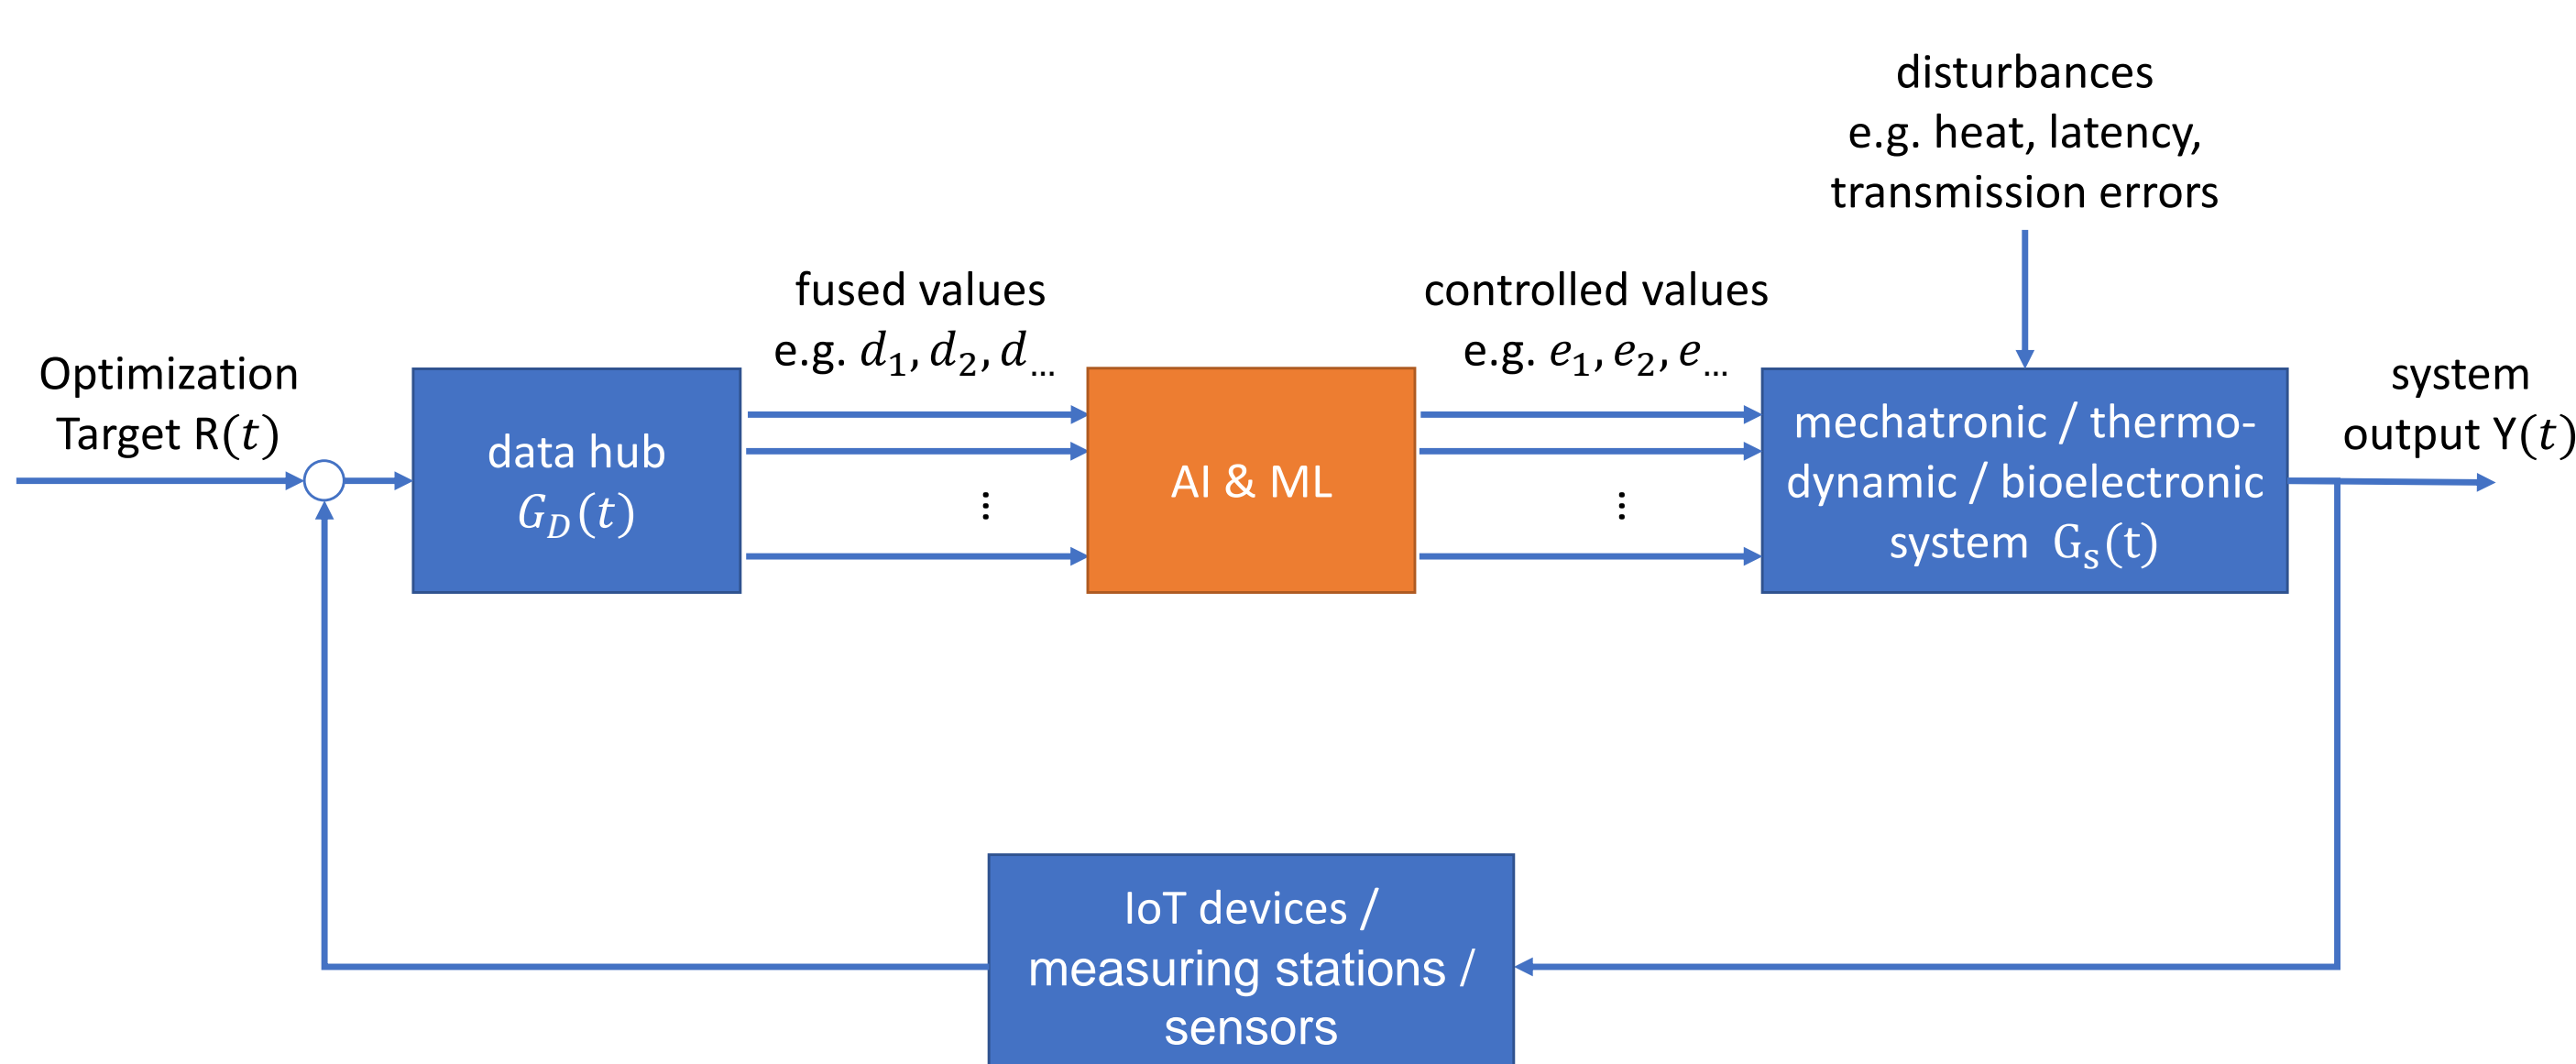 disturbances
e.g. heat, latency,
transmission errors
fused values
e.g. d₁, d₂, d...
controlled values
e.g. e₁, e₂, e...
Optimization
Target R(t)
data hub
G_D(t)
⋮
AI & ML
⋮
mechatronic / thermo-
dynamic / bioelectronic
system Gₛ(t)
system
output Y(t)
IoT devices /
measuring stations /
sensors